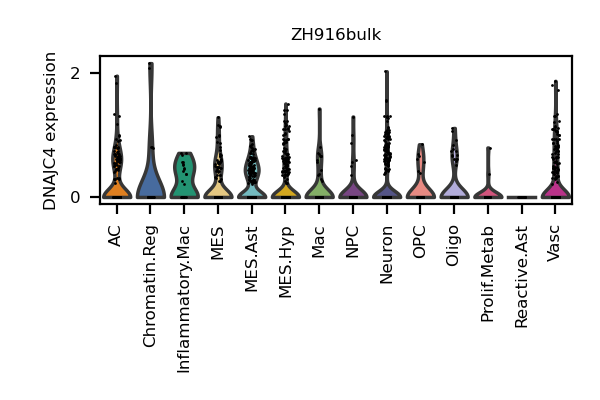 ZH916bulk
DNAJC4 expression
2
0
AC
Chromatin.Reg
Inflammatory.Mac
MES
MES.Ast
MES.Hyp
Mac
NPC
Neuron
OPC
Oligo
Prolif.Metab
Reactive.Ast
Vasc